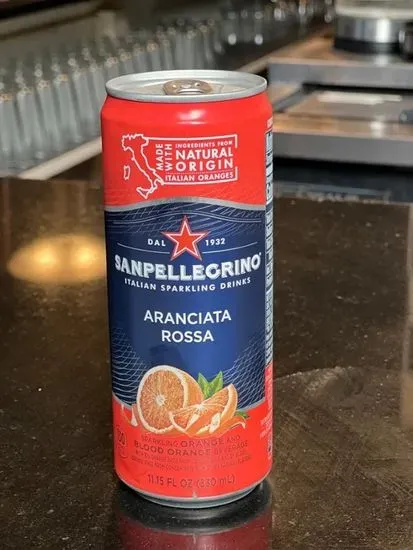 MADE WITH
INGREDIENTS FROM
NATURAL
ORIGIN
ITALIAN ORANGES
DAL 1932
SANPELLEGRINO
ITALIAN SPARKLING DRINKS
ARANCIATA
ROSSA
SPARKLING ORANGE AND
BLOOD ORANGE BEVERAGE
11.15 FL OZ (330 mL)